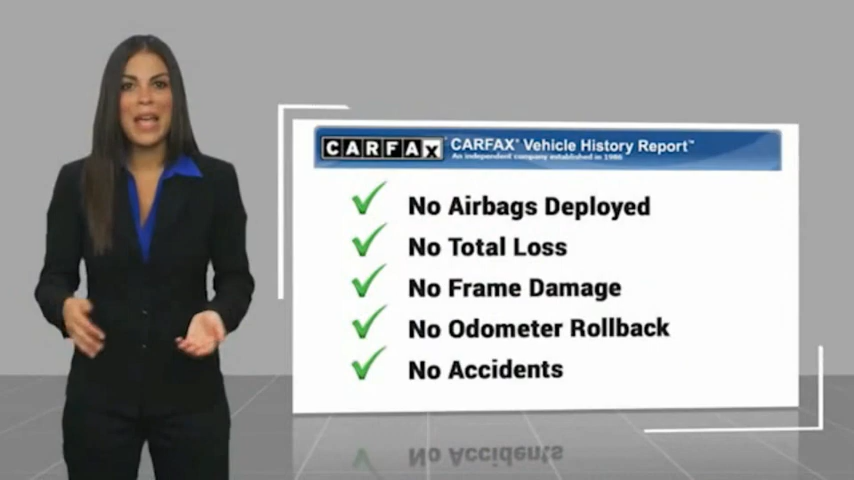 CARFAX CARFAX® Vehicle History Report™
An independent company established in 1986
No Airbags Deployed
No Total Loss
No Frame Damage
No Odometer Rollback
No Accidents
No Accidents